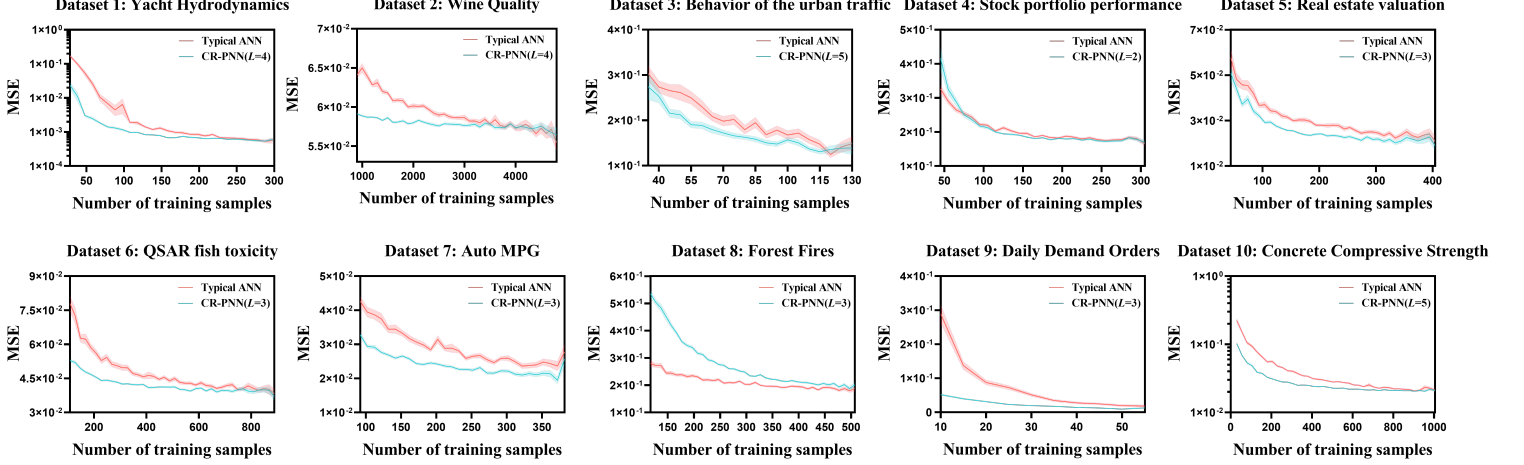 Dataset 1: Yacht Hydrodynamics
1×10⁰
1×10⁻¹
1×10⁻²
1×10⁻³
1×10⁻⁴
MSE
Typical ANN
CR-PNN(L=4)
50 100 150 200 250 300
Number of training samples
Dataset 2: Wine Quality
7×10⁻²
6.5×10⁻²
6×10⁻²
5.5×10⁻²
MSE
Typical ANN
CR-PNN(L=4)
1000 2000 3000 4000
Number of training samples
Dataset 3: Behavior of the urban traffic
4×10⁻¹
3×10⁻¹
2×10⁻¹
1×10⁻¹
MSE
Typical ANN
CR-PNN(L=5)
40 55 70 85 100 115 130
Number of training samples
Dataset 4: Stock portfolio performance
5×10⁻¹
4×10⁻¹
3×10⁻¹
2×10⁻¹
1×10⁻¹
MSE
Typical ANN
CR-PNN(L=2)
50 100 150 200 250 300
Number of training samples
Dataset 5: Real estate valuation
7×10⁻²
5×10⁻²
3×10⁻²
1×10⁻²
MSE
Typical ANN
CR-PNN(L=3)
100 200 300 400
Number of training samples
Dataset 6: QSAR fish toxicity
9×10⁻²
7.5×10⁻²
6×10⁻²
4.5×10⁻²
3×10⁻²
MSE
Typical ANN
CR-PNN(L=3)
200 400 600 800
Number of training samples
Dataset 7: Auto MPG
5×10⁻²
4×10⁻²
3×10⁻²
2×10⁻²
1×10⁻²
MSE
Typical ANN
CR-PNN(L=3)
100 150 200 250 300 350
Number of training samples
Dataset 8: Forest Fires
6×10⁻¹
5×10⁻¹
4×10⁻¹
3×10⁻¹
2×10⁻¹
1×10⁻¹
MSE
Typical ANN
CR-PNN(L=3)
150 200 250 300 350 400 450 500
Number of training samples
Dataset 9: Daily Demand Orders
4×10⁻¹
3×10⁻¹
2×10⁻¹
1×10⁻¹
0
MSE
Typical ANN
CR-PNN(L=3)
10 20 30 40 50
Number of training samples
Dataset 10: Concrete Compressive Strength
1×10⁰
1×10⁻¹
1×10⁻²
MSE
Typical ANN
CR-PNN(L=5)
0 200 400 600 800 1000
Number of training samples